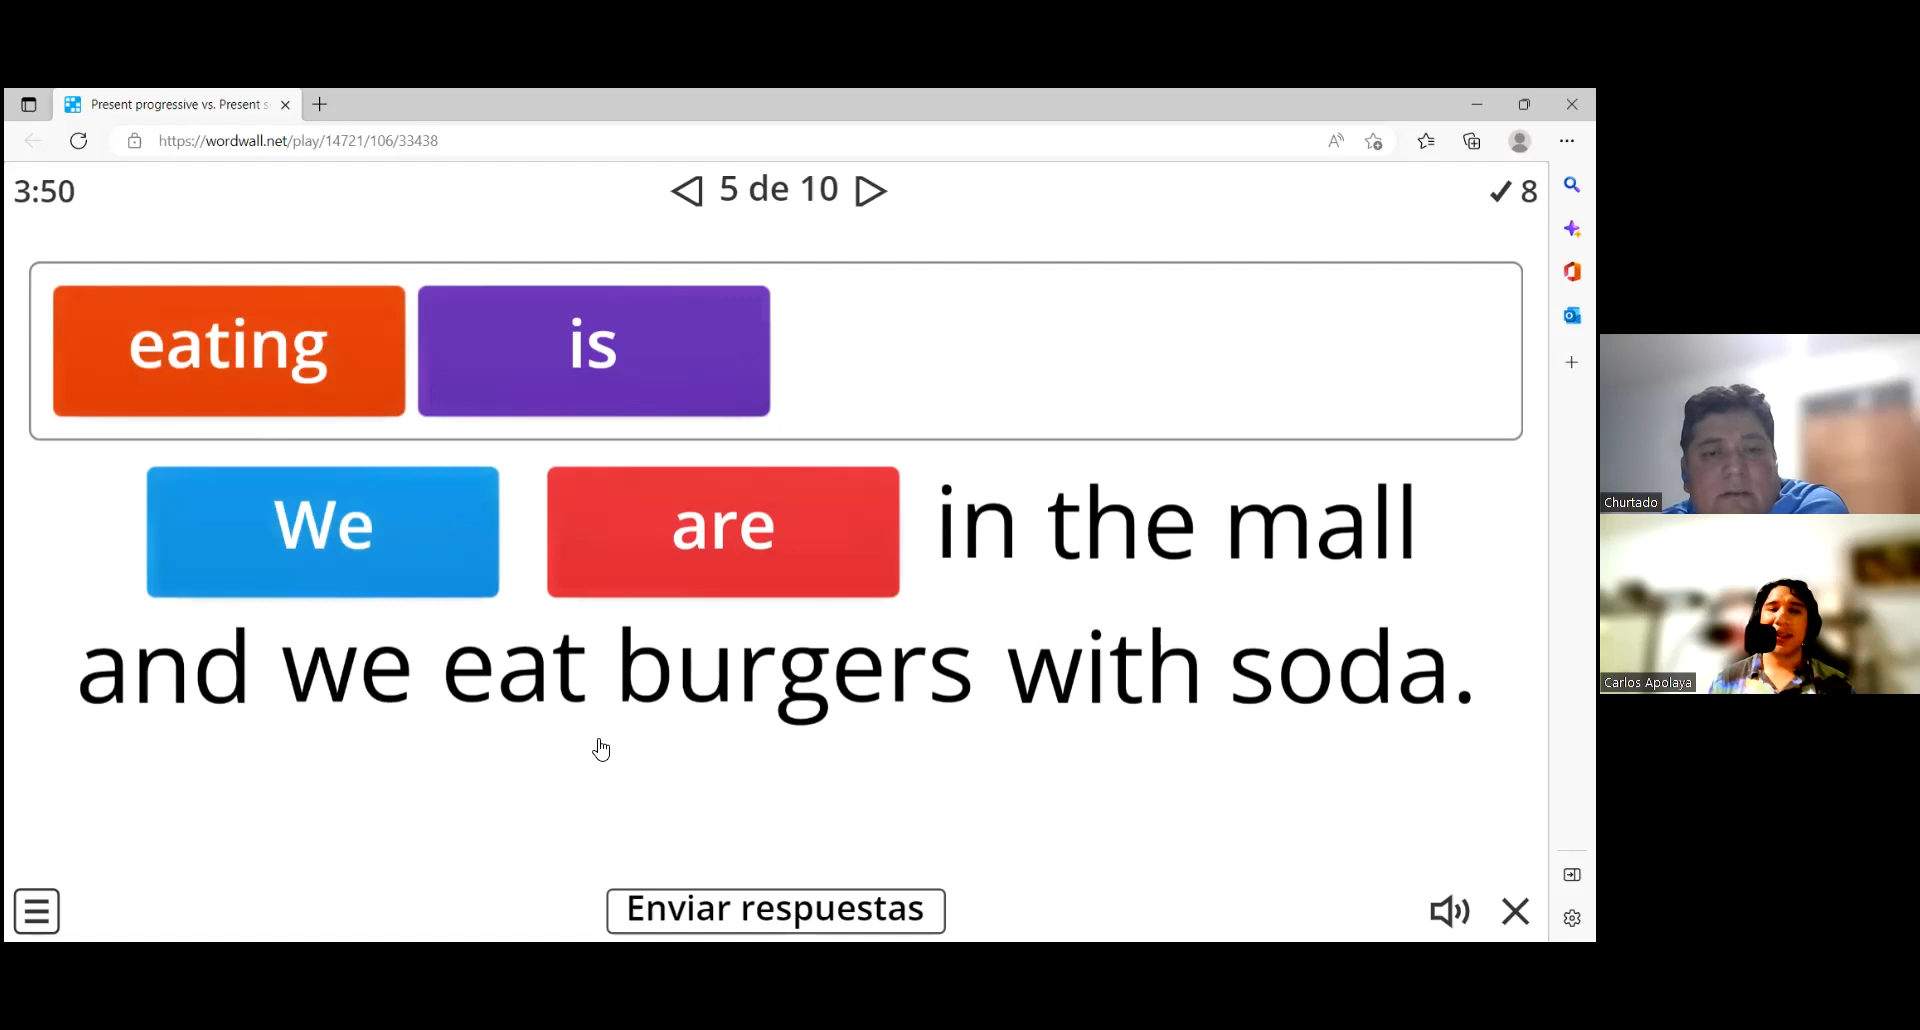 Present progressive vs. Present s
https://wordwall.net/play/14721/106/33438
3:50
5 de 10
8
eating is
We are in the mall
and we eat burgers with soda.
Enviar respuestas
Churtado
Carlos Apolaya